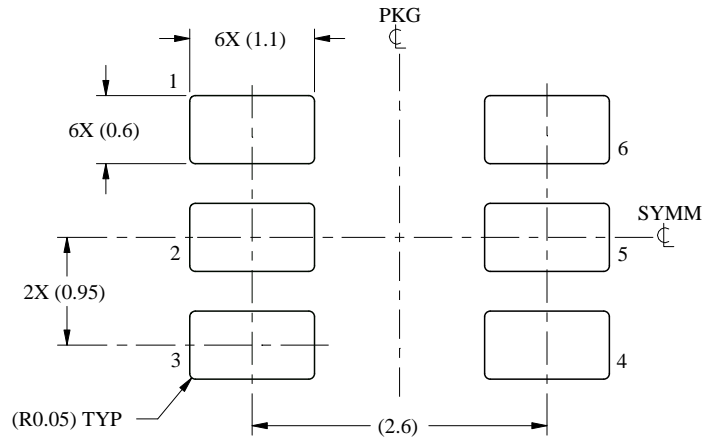 PKG
℄
6X (1.1)
1
6X (0.6)
6
SYMM
℄
2
5
2X (0.95)
3
4
(R0.05) TYP
(2.6)